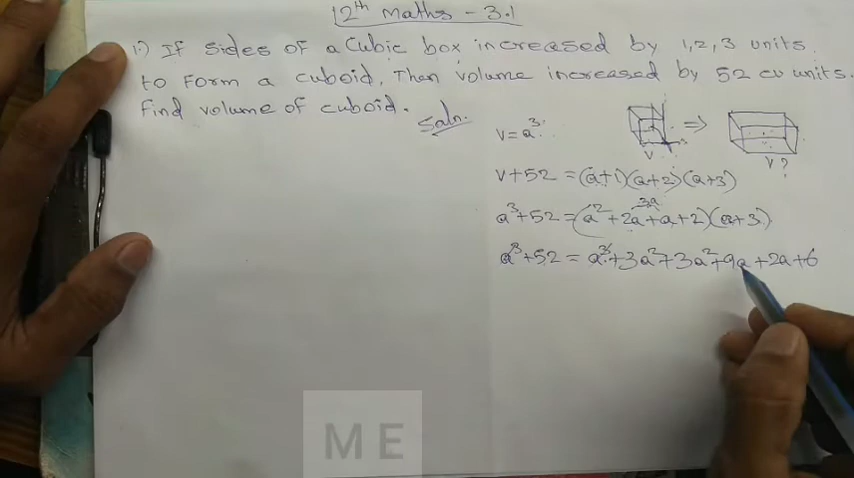 12th Maths - 3.1
1) If sides of a cubic box increased by 1,2,3 units
to form a cuboid, Then volume increased by 52 cu units.
Find volume of cuboid.
Soln.
v=a³
⇒
v
v?
v+52 = (a+1)(a+2)(a+3)
3a
a³+52 = (a²+2a+a+2)(a+3)
a³+52 = a³+3a²+3a²+9a+2a+6
ME